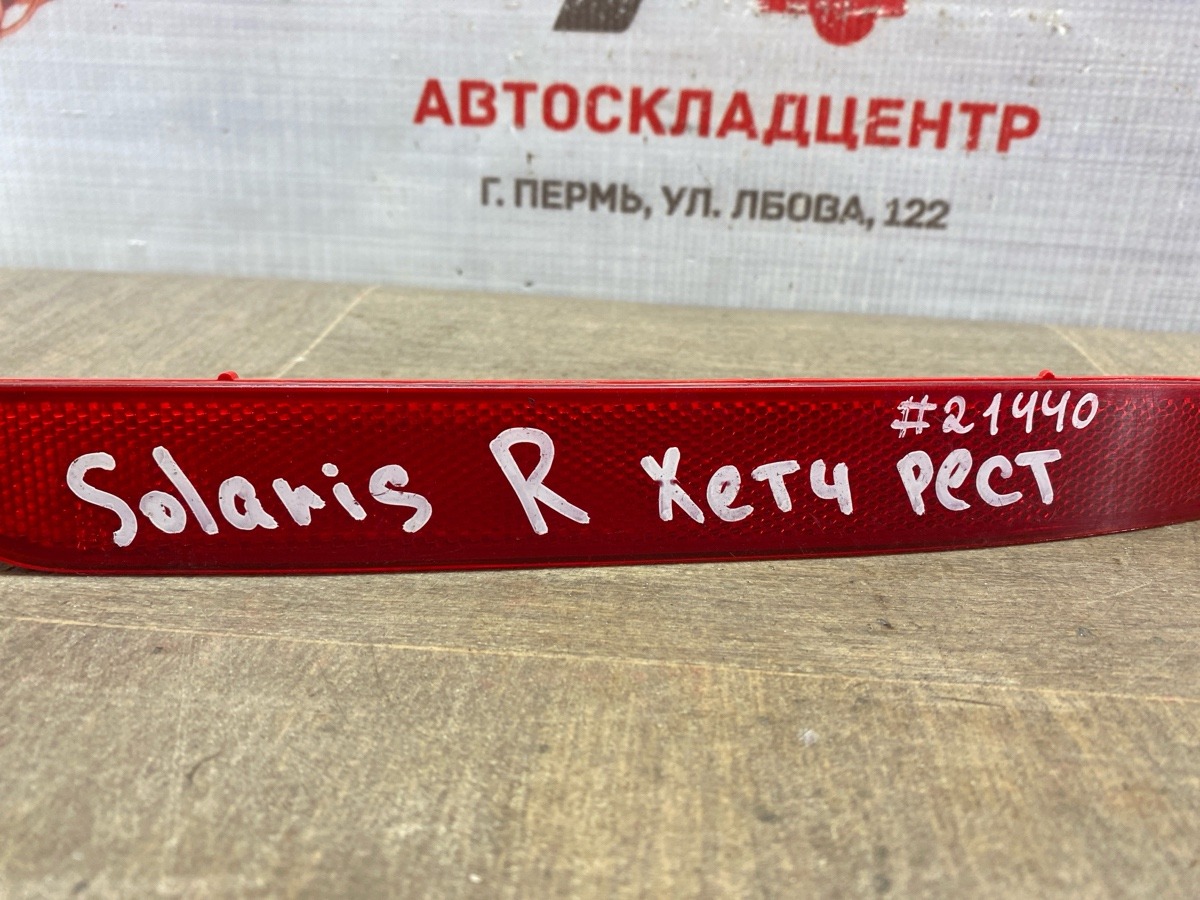 АВТОСКЛАДЦЕНТР
Г. ПЕРМЬ, УЛ. ЛБОВА, 122
#21440
Solaris R Хетч рест